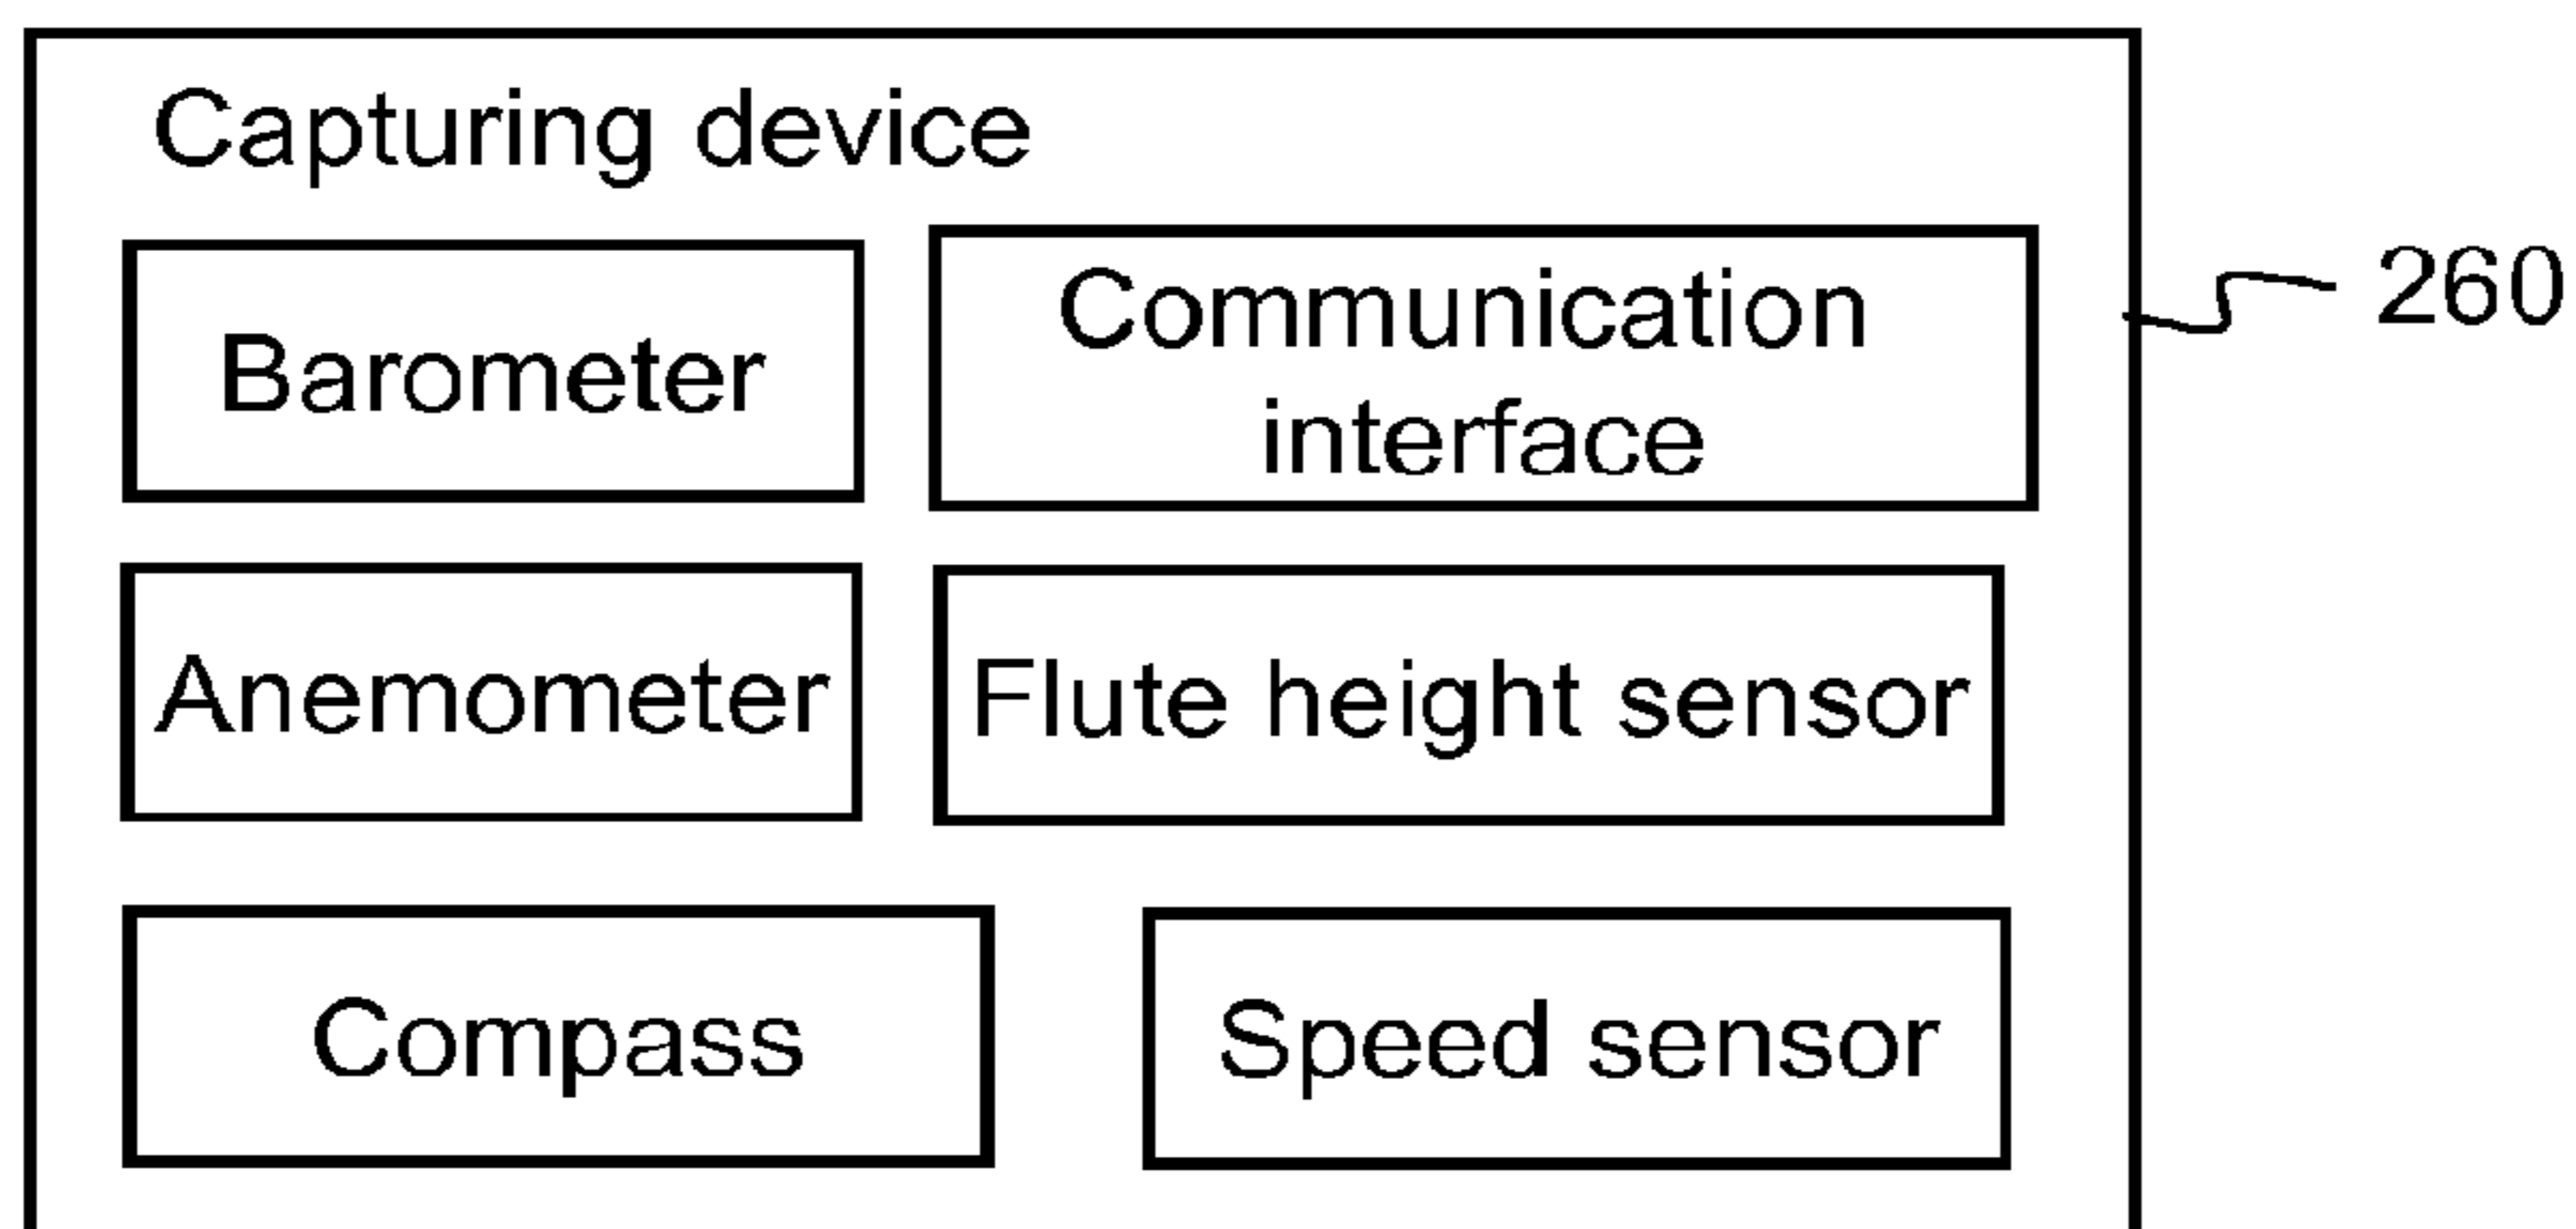 Capturing device
Barometer
Communication
interface
260
Anemometer
Flute height sensor
Compass
Speed sensor